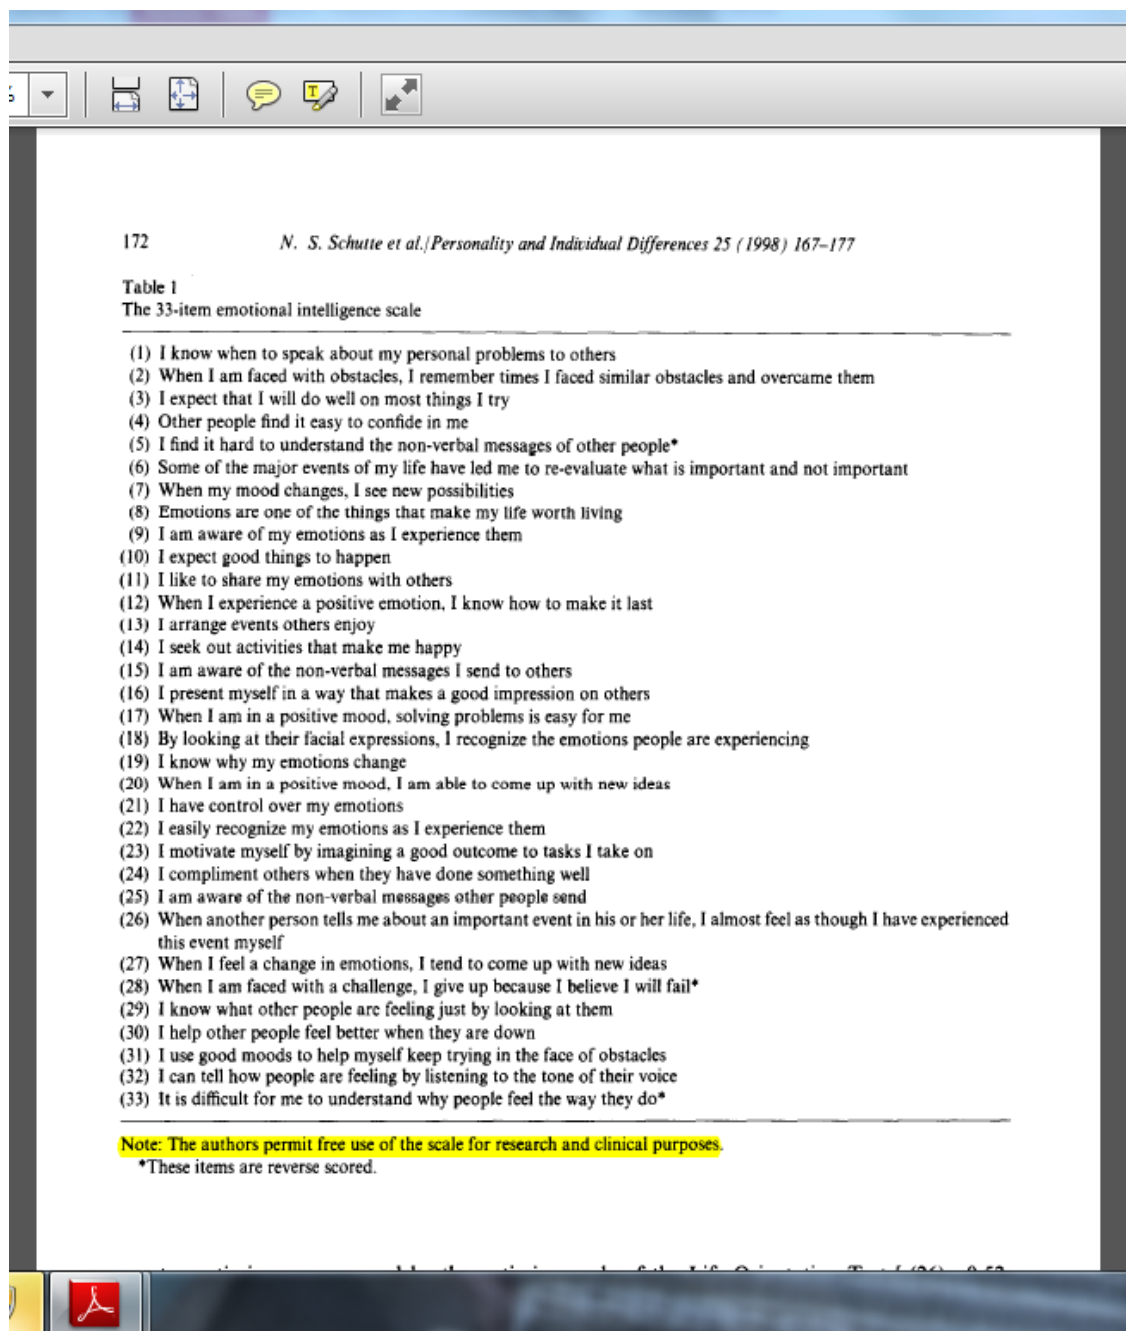 172 N. S. Schutte et al./Personality and Individual Differences 25 (1998) 167–177
Table 1
The 33-item emotional intelligence scale
(1) I know when to speak about my personal problems to others
(2) When I am faced with obstacles, I remember times I faced similar obstacles and overcame them
(3) I expect that I will do well on most things I try
(4) Other people find it easy to confide in me
(5) I find it hard to understand the non-verbal messages of other people*
(6) Some of the major events of my life have led me to re-evaluate what is important and not important
(7) When my mood changes, I see new possibilities
(8) Emotions are one of the things that make my life worth living
(9) I am aware of my emotions as I experience them
(10) I expect good things to happen
(11) I like to share my emotions with others
(12) When I experience a positive emotion, I know how to make it last
(13) I arrange events others enjoy
(14) I seek out activities that make me happy
(15) I am aware of the non-verbal messages I send to others
(16) I present myself in a way that makes a good impression on others
(17) When I am in a positive mood, solving problems is easy for me
(18) By looking at their facial expressions, I recognize the emotions people are experiencing
(19) I know why my emotions change
(20) When I am in a positive mood, I am able to come up with new ideas
(21) I have control over my emotions
(22) I easily recognize my emotions as I experience them
(23) I motivate myself by imagining a good outcome to tasks I take on
(24) I compliment others when they have done something well
(25) I am aware of the non-verbal messages other people send
(26) When another person tells me about an important event in his or her life, I almost feel as though I have experienced
this event myself
(27) When I feel a change in emotions, I tend to come up with new ideas
(28) When I am faced with a challenge, I give up because I believe I will fail*
(29) I know what other people are feeling just by looking at them
(30) I help other people feel better when they are down
(31) I use good moods to help myself keep trying in the face of obstacles
(32) I can tell how people are feeling by listening to the tone of their voice
(33) It is difficult for me to understand why people feel the way they do*
Note: The authors permit free use of the scale for research and clinical purposes.
*These items are reverse scored.